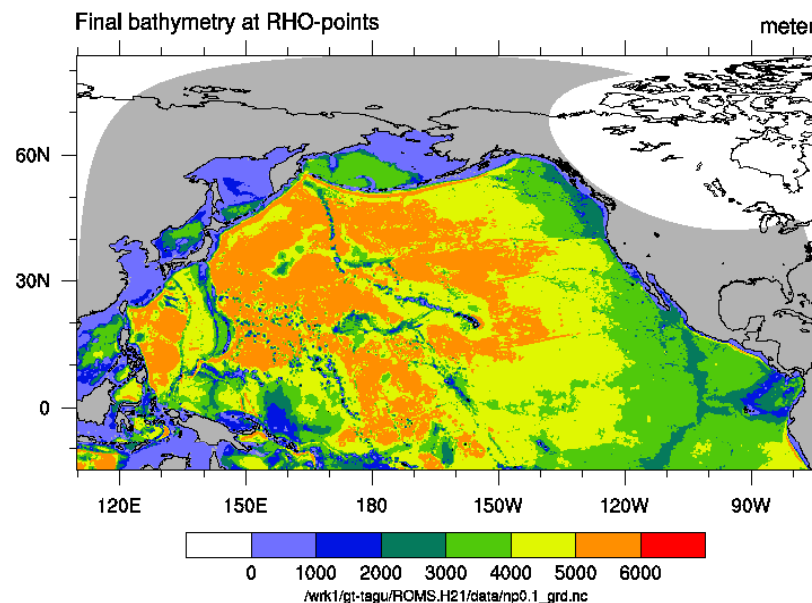 Final bathymetry at RHO-points
meter
60N
30N
0
120E 150E 180 150W 120W 90W
0 1000 2000 3000 4000 5000 6000
/wrk1/gt-tagu/ROMS.H21/data/np0.1_grd.nc